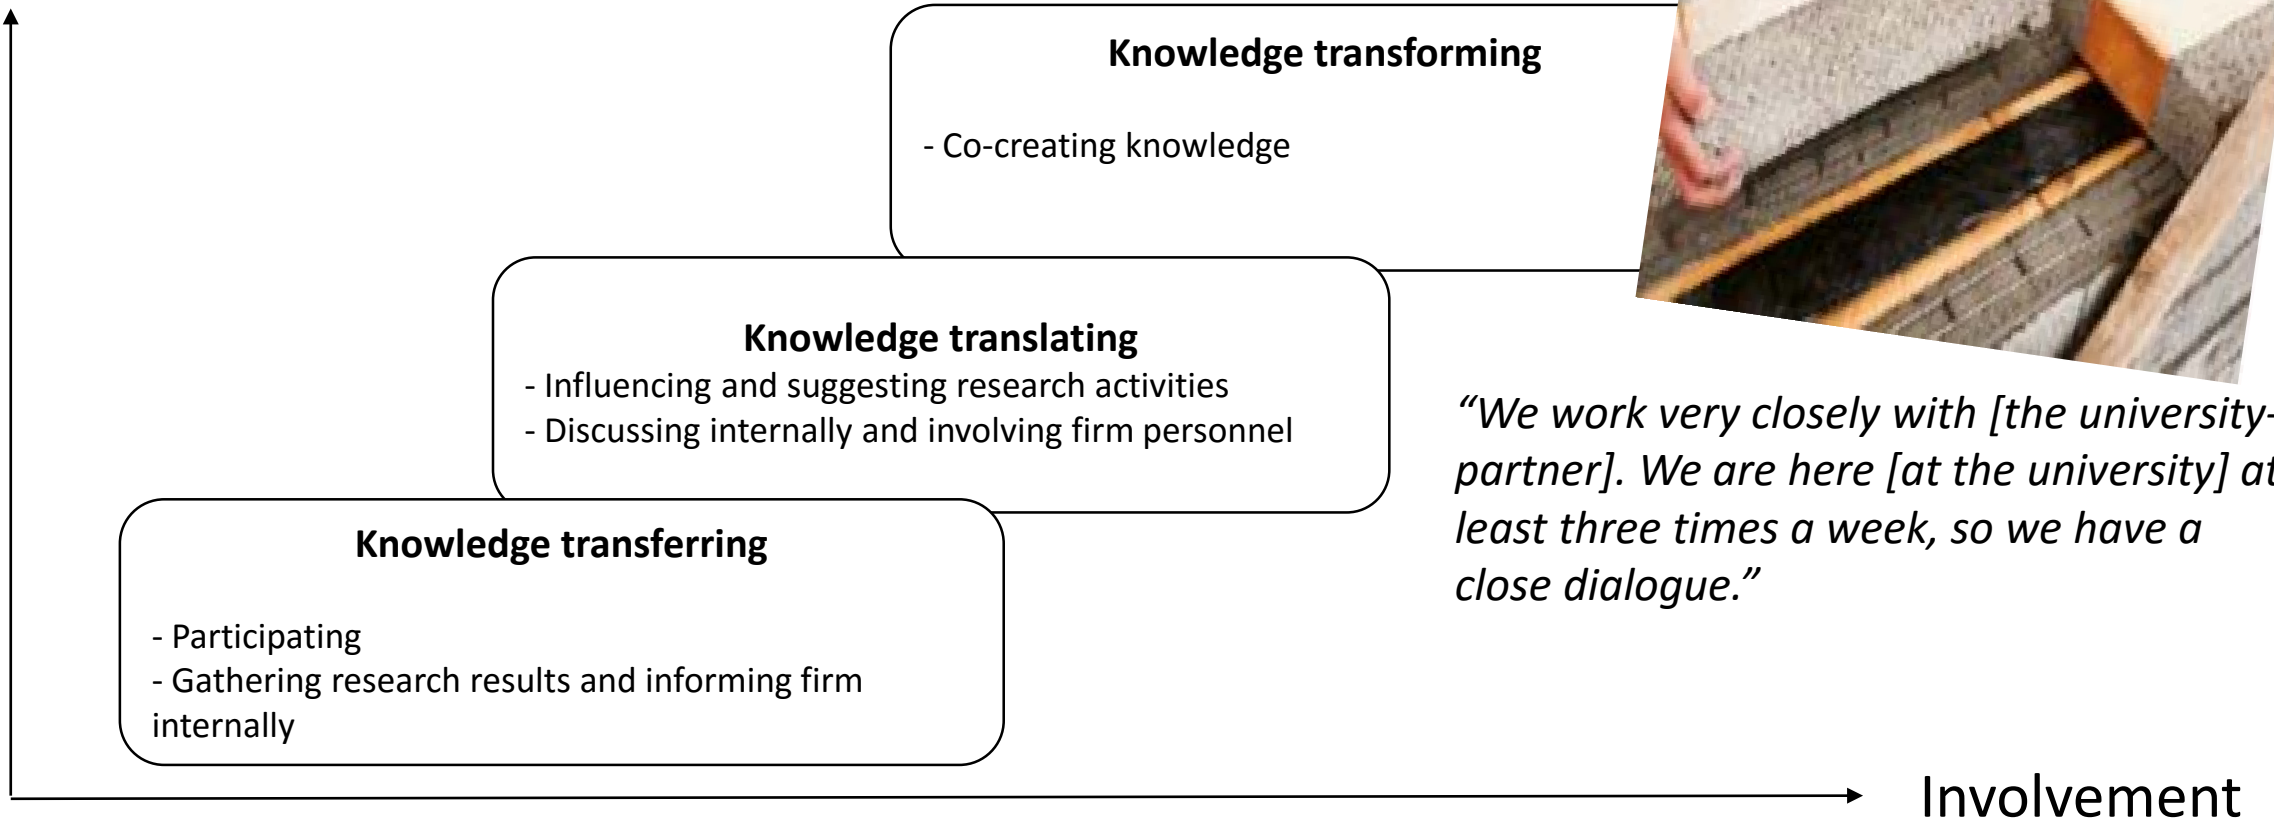 Knowledge transforming
- Co-creating knowledge
Knowledge translating
- Influencing and suggesting research activities
- Discussing internally and involving firm personnel
Knowledge transferring
- Participating
- Gathering research results and informing firm
internally
“We work very closely with [the university-
partner]. We are here [at the university] at
least three times a week, so we have a
close dialogue.”
Involvement